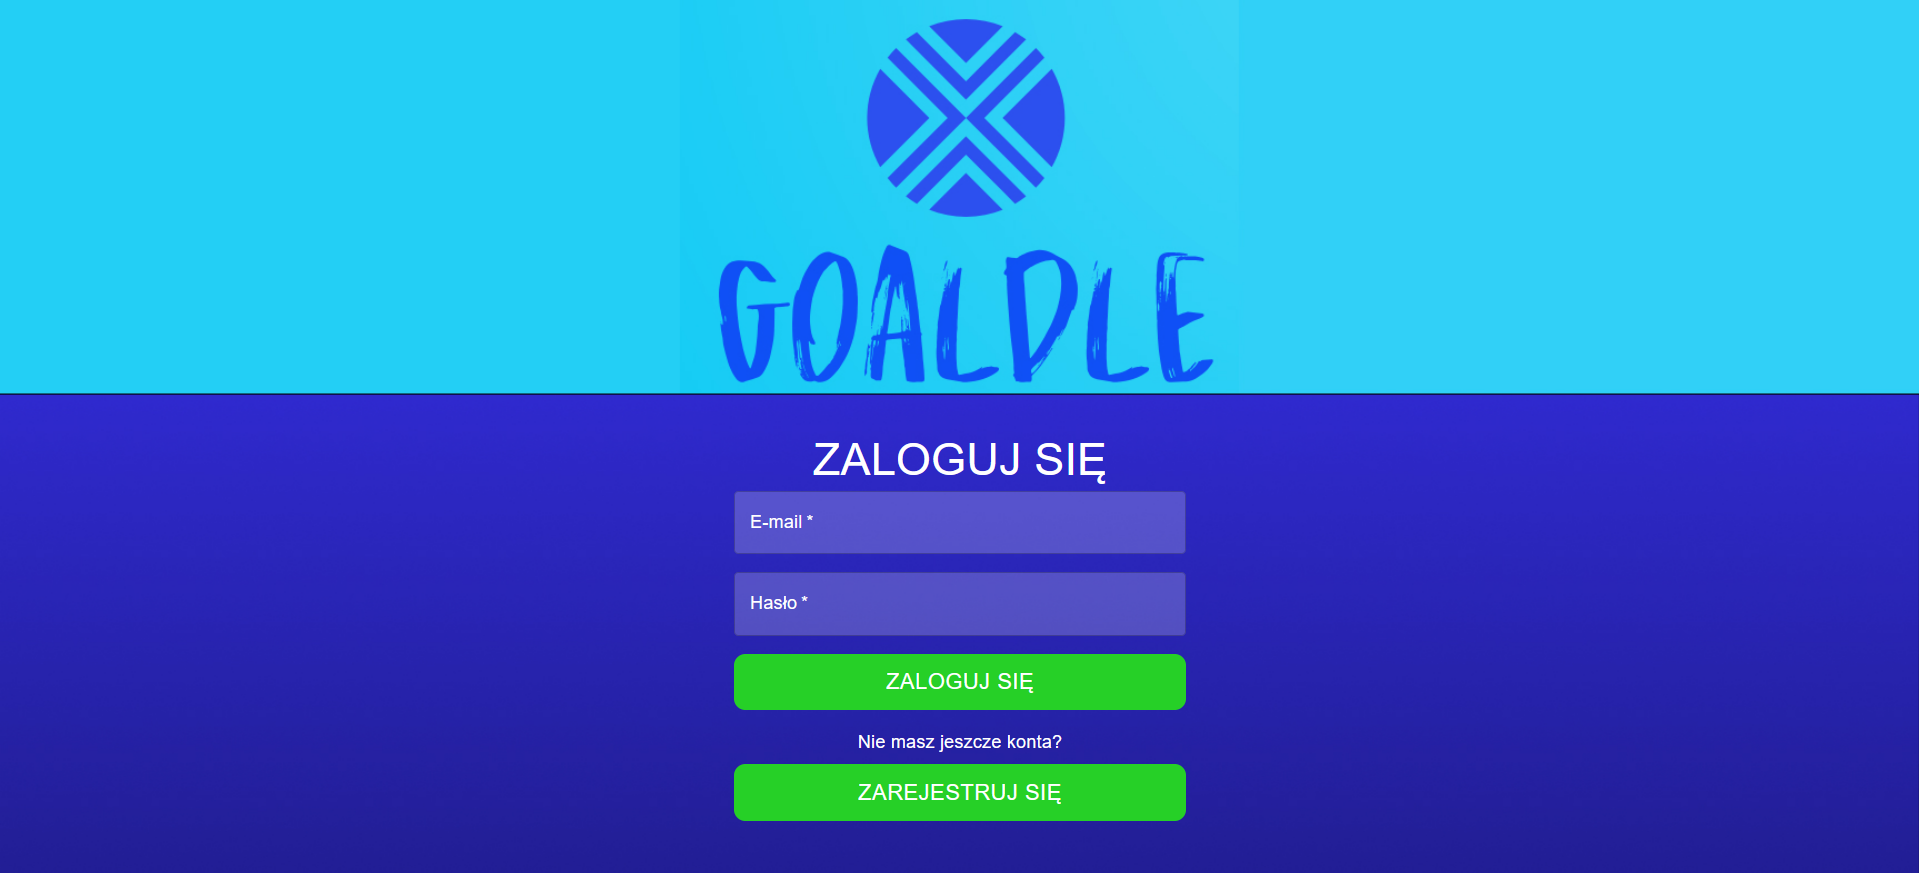 GOALDLE
ZALOGUJ SIĘ
E-mail *
Hasło *
ZALOGUJ SIĘ
Nie masz jeszcze konta?
ZAREJESTRUJ SIĘ